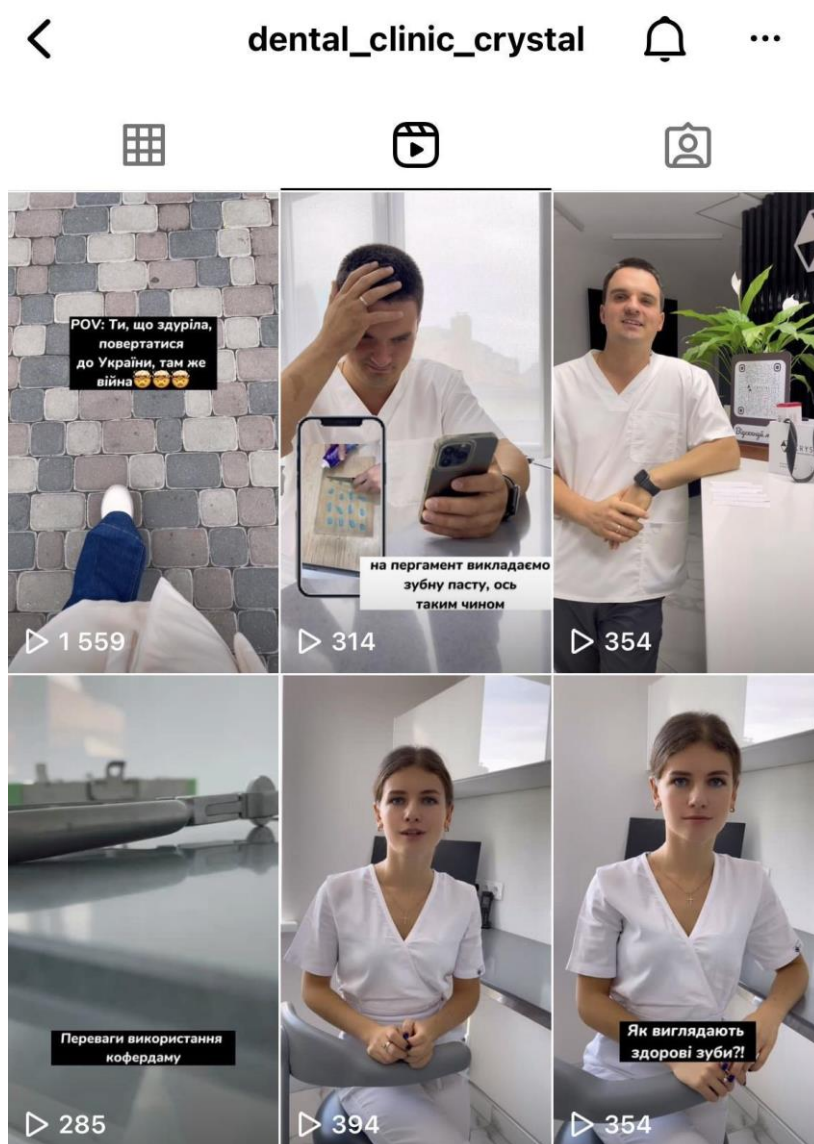 dental_clinic_crystal
POV: Ти, що здуріла,
повертатися
до України, там же
війна🤯🤯🤯
1 559
на пергамент викладаємо
зубну пасту, ось
таким чином
314
354
Переваги використання
кофердаму
285
394
Як виглядають
здорові зуби?!
354